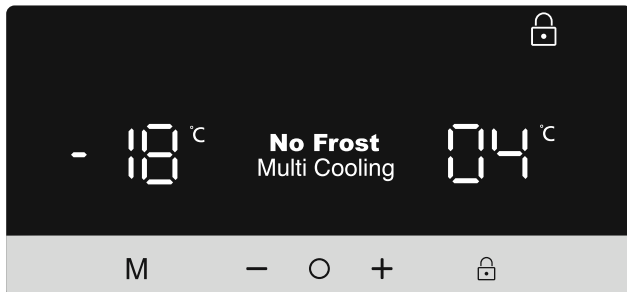 -18 °C
No Frost
Multi Cooling
04 °C
M - ○ +